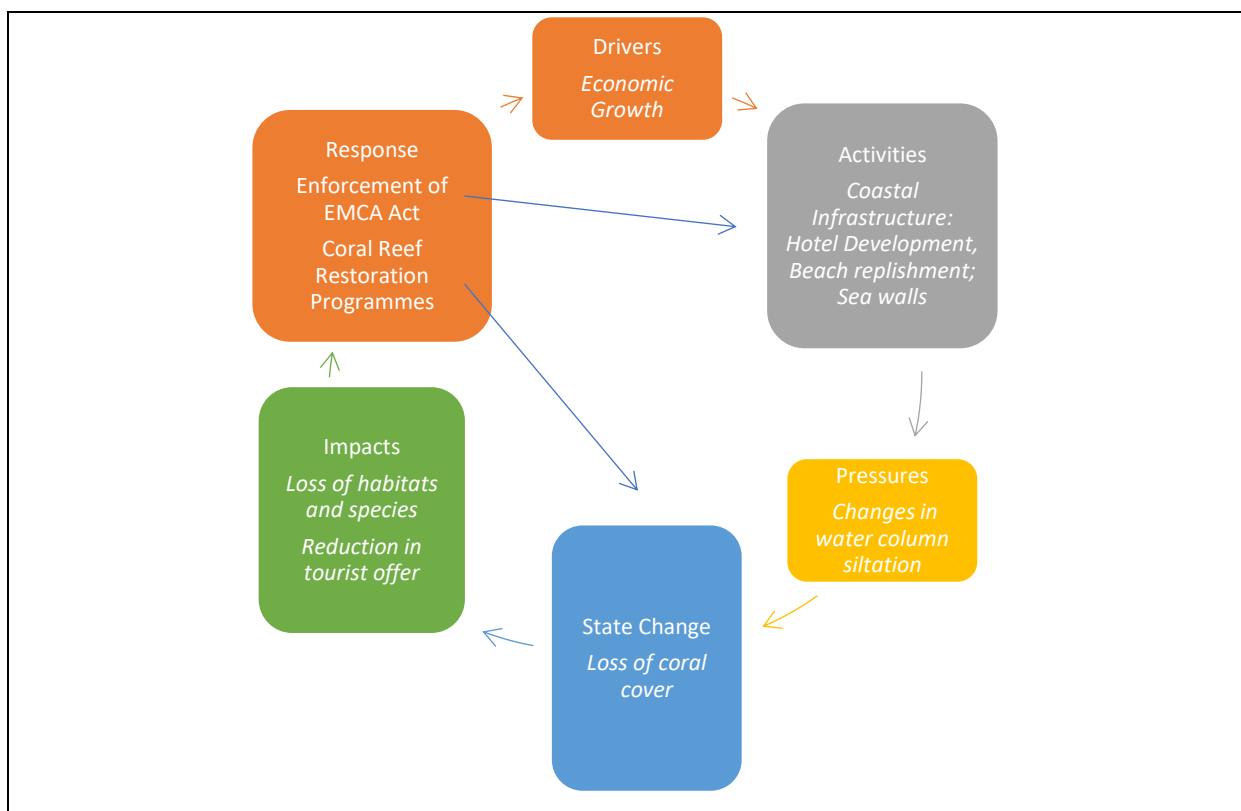 Drivers
Economic
Growth
Activities
Coastal
Infrastructure:
Hotel Development,
Beach replishment;
Sea walls
Pressures
Changes in
water column
siltation
State Change
Loss of coral
cover
Impacts
Loss of habitats
and species
Reduction in
tourist offer
Response
Enforcement of
EMCA Act
Coral Reef
Restoration
Programmes